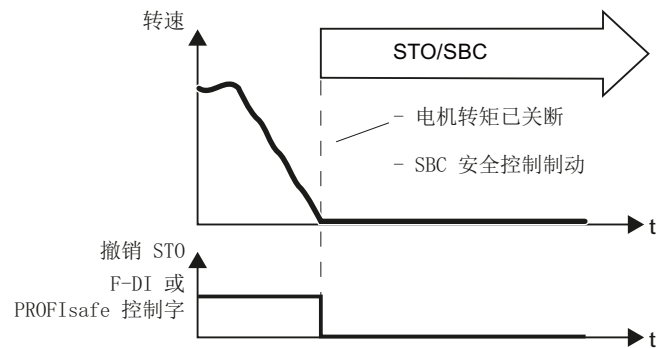 转速
STO/SBC
- 电机转矩已关断
- SBC 安全控制制动
t
撤销 STO
F-DI 或
PROFIsafe 控制字
t